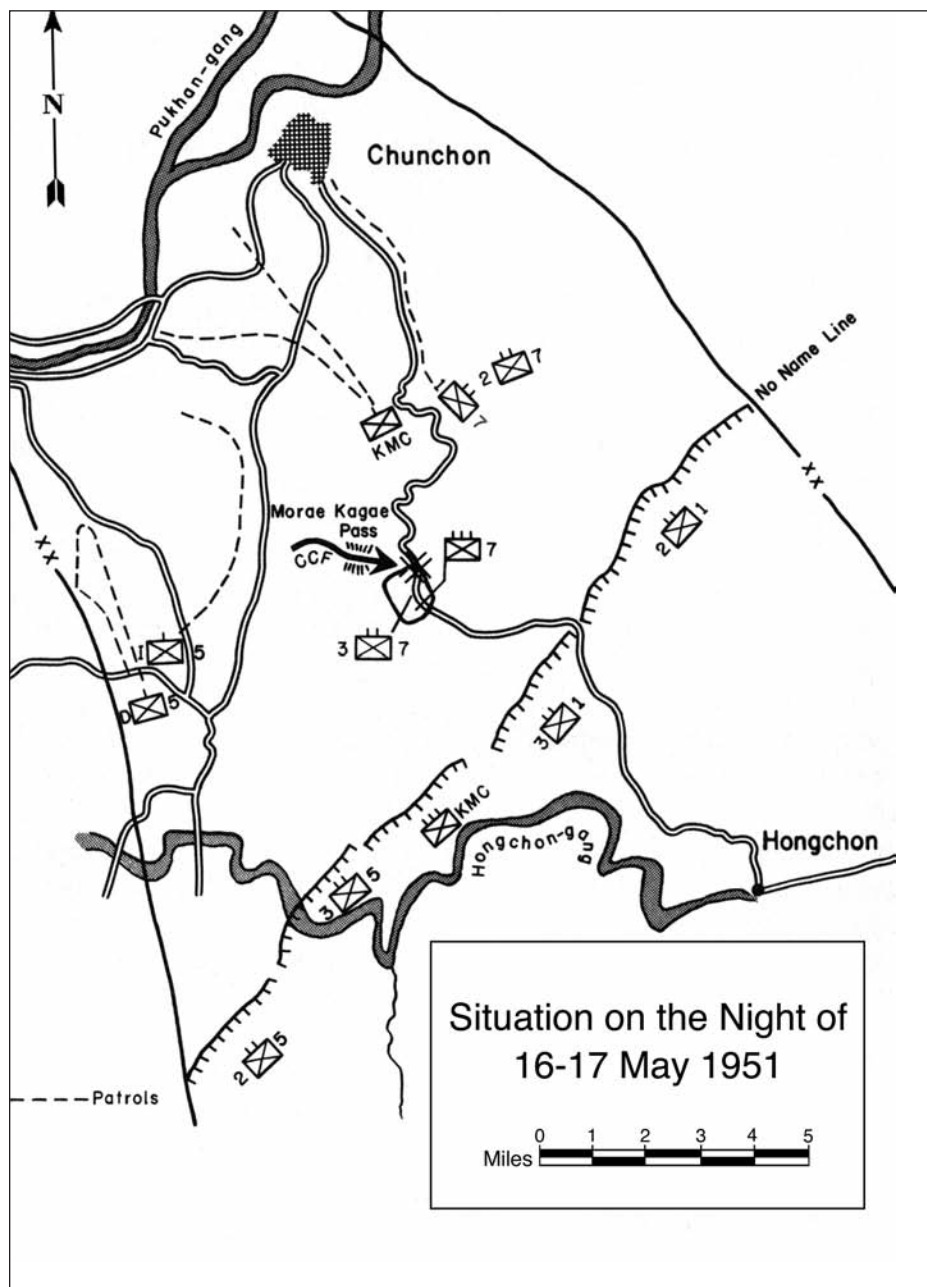 N
Pukhan-gang
Chunchon
No Name Line
2 7
1 7
KMC
XX
2 1
Morae Kagae
Pass
CCF
7
XX
3 7
I 5
D 5
3 1
KMC
Hongchon-gang
Hongchon
3 5
2 5
Situation on the Night of
16-17 May 1951
Patrols
0 1 2 3 4 5
Miles